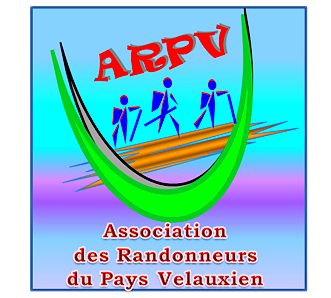 ARPV
Association
des Randonneurs
du Pays Velauxien